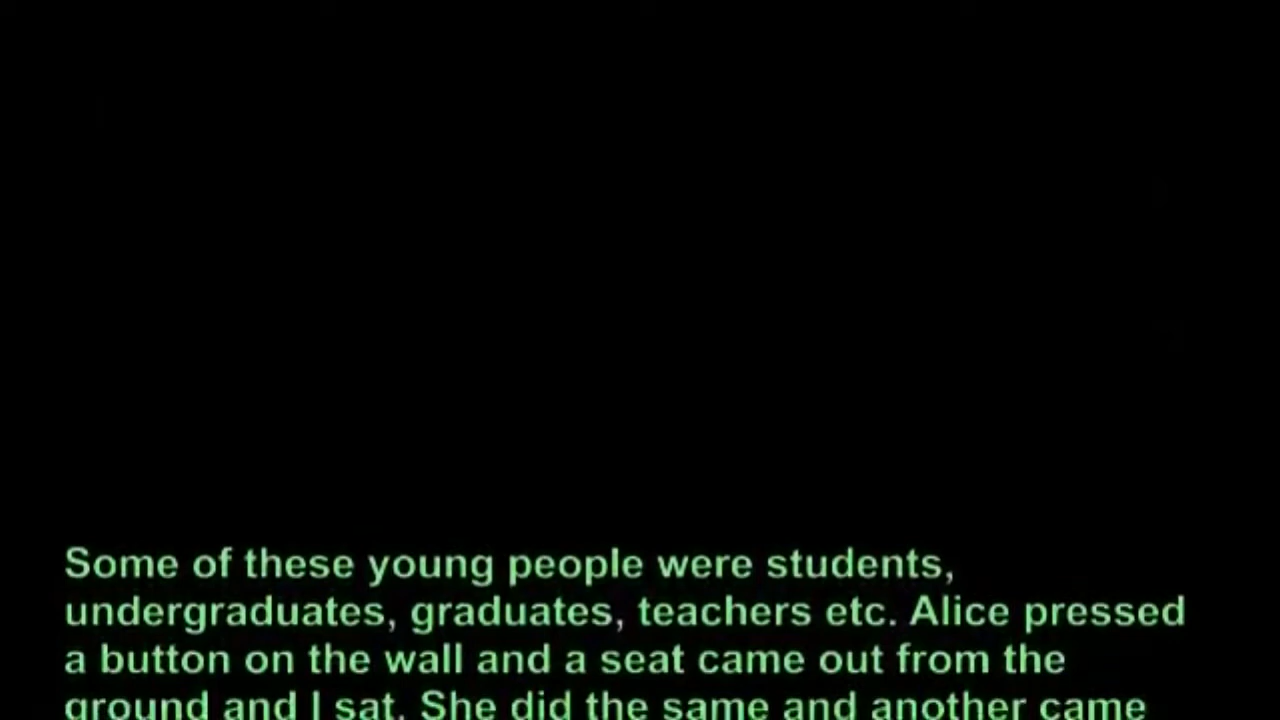 Some of these young people were students,
undergraduates, graduates, teachers etc. Alice pressed
a button on the wall and a seat came out from the
ground and I sat. She did the same and another came